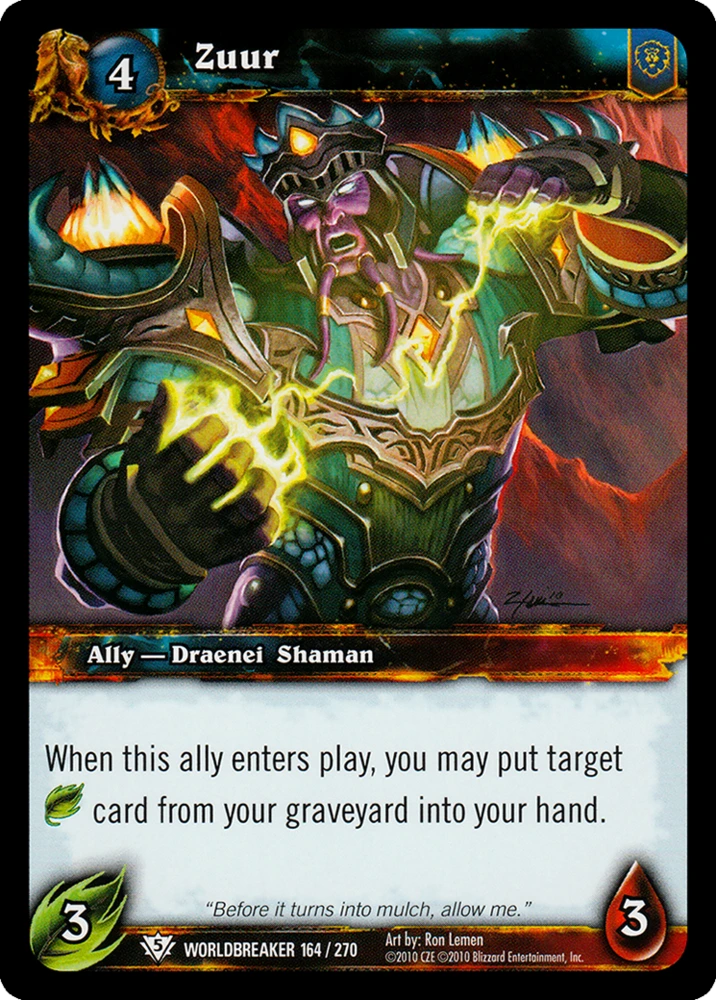 4
Zuur
Ally — Draenei Shaman
When this ally enters play, you may put target
card from your graveyard into your hand.
"Before it turns into mulch, allow me."
3
5
WORLDBREAKER 164 / 270
Art by: Ron Lemen
©2010 CZE ©2010 Blizzard Entertainment, Inc.
3